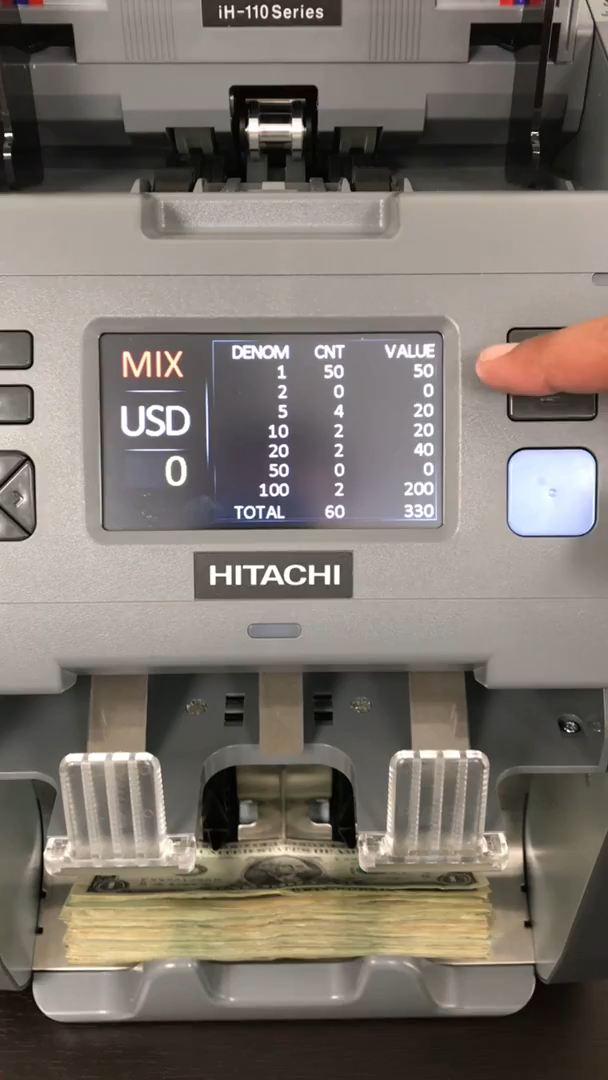 iH-110 Series
MIX
USD
0
DENOM CNT VALUE
1 50 50
2 0 0
5 4 20
10 2 20
20 2 40
50 0 0
100 2 200
TOTAL 60 330
HITACHI